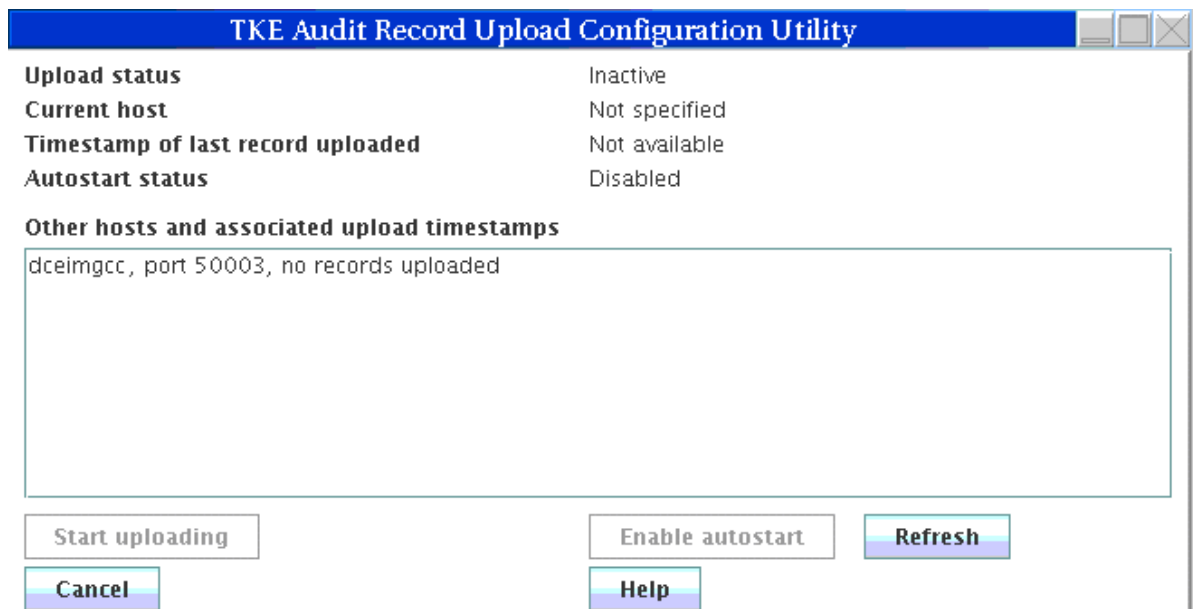 TKE Audit Record Upload Configuration Utility
Upload status Inactive
Current host Not specified
Timestamp of last record uploaded Not available
Autostart status Disabled
Other hosts and associated upload timestamps
dceimgcc, port 50003, no records uploaded
Start uploading Enable autostart Refresh
Cancel Help